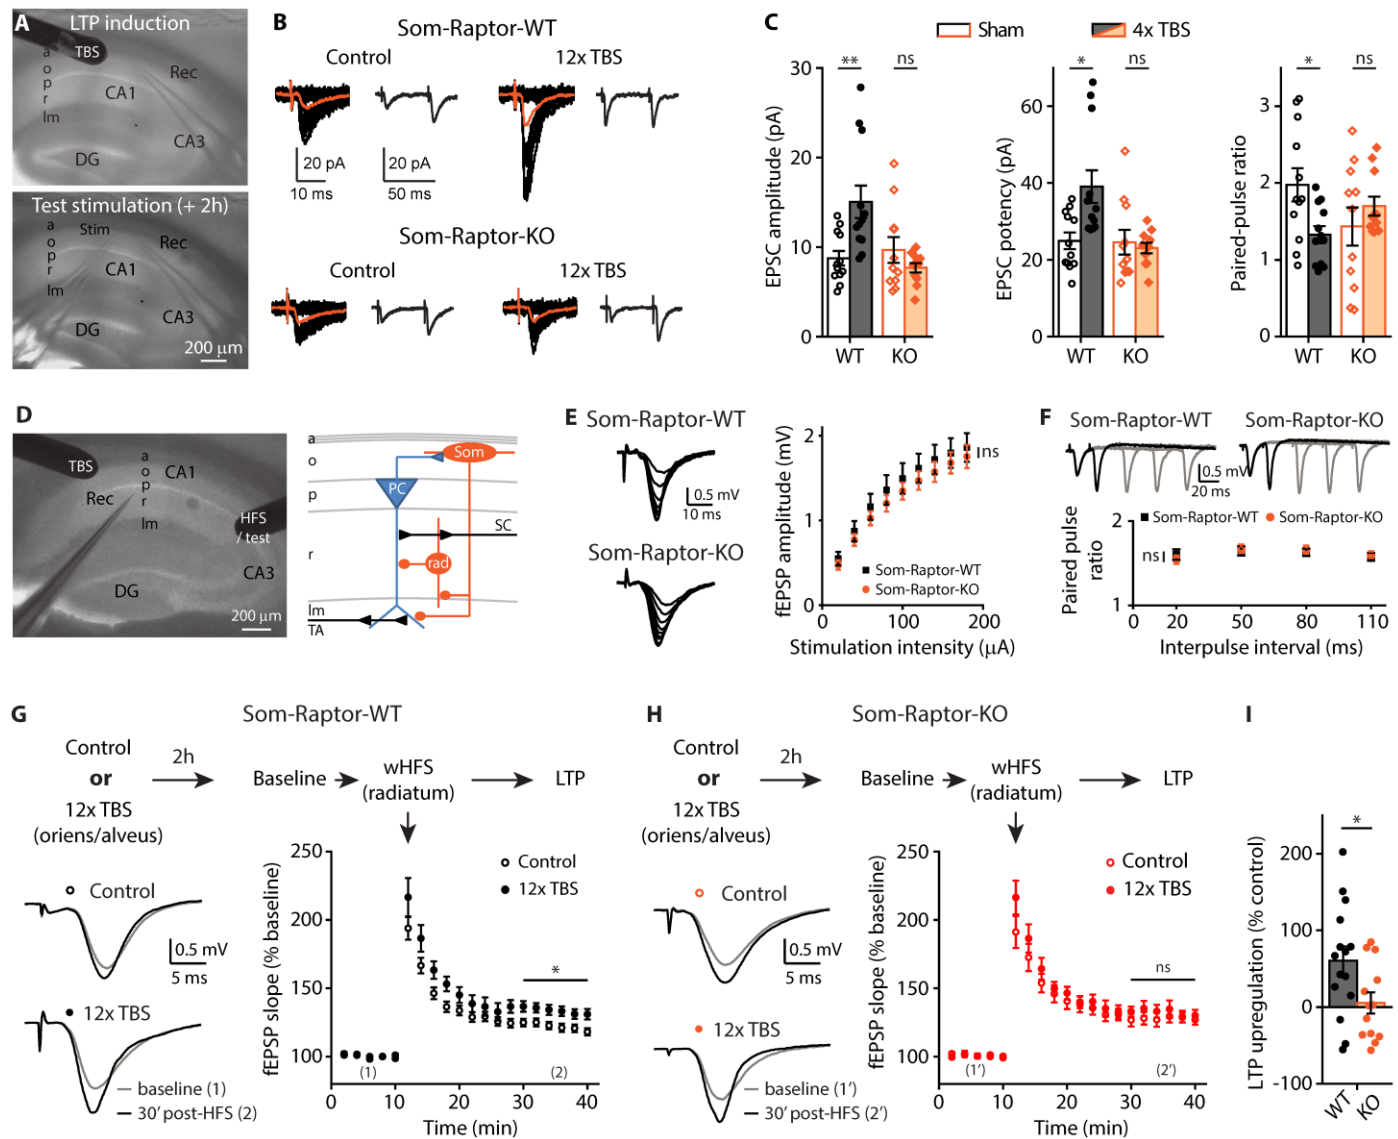 A
LTP induction
TBS
a
o
p
r
lm
Rec
CA1
CA3
DG
Test stimulation (+ 2h)
a
o
p
r
lm
Stim
Rec
CA1
CA3
DG
200 µm
B
Som-Raptor-WT
Control
12x TBS
20 pA
10 ms
20 pA
50 ms
Som-Raptor-KO
Control
12x TBS
C
Sham
4x TBS
EPSC amplitude (pA)
30
20
10
0
**
ns
WT
KO
EPSC potency (pA)
60
40
20
0
*
ns
WT
KO
Paired-pulse ratio
3
2
1
0
*
ns
WT
KO
D
TBS
a
o
p
r
lm
CA1
Rec
HFS
/ test
CA3
DG
200 µm
a
o
p
r
lm
TA
Som
PC
SC
rad
E
Som-Raptor-WT
0.5 mV
10 ms
Som-Raptor-KO
fEPSP amplitude (mV)
2
1
0
ns
Som-Raptor-WT
Som-Raptor-KO
0
100
200
Stimulation intensity (µA)
F
Som-Raptor-WT
Som-Raptor-KO
0.5 mV
20 ms
Paired pulse
ratio
2
1
Som-Raptor-WT
Som-Raptor-KO
ns
0
20
50
80
110
Interpulse interval (ms)
G
Som-Raptor-WT
Control
or
12x TBS
(oriens/alveus)
2h
Baseline
wHFS
(radiatum)
LTP
Control
0.5 mV
5 ms
12x TBS
baseline (1)
30' post-HFS (2)
fEPSP slope (% baseline)
250
200
150
100
Control
12x TBS
*
(1)
(2)
0
10
20
30
40
Time (min)
H
Som-Raptor-KO
Control
or
12x TBS
(oriens/alveus)
2h
Baseline
wHFS
(radiatum)
LTP
Control
0.5 mV
5 ms
12x TBS
baseline (1')
30' post-HFS (2')
fEPSP slope (% baseline)
250
200
150
100
Control
12x TBS
ns
(1')
(2')
0
10
20
30
40
Time (min)
I
LTP upregulation (% control)
200
100
0
-100
*
WT
KO